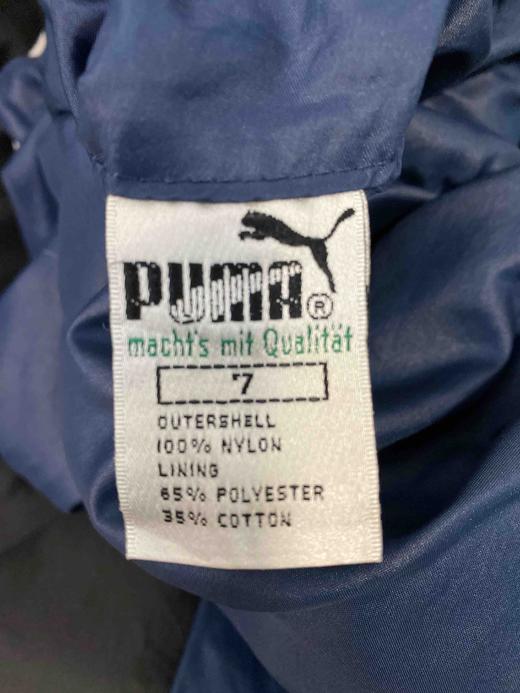 PUMA®
macht's mit Qualität
7
OUTERSHELL
100% NYLON
LINING
65% POLYESTER
35% COTTON